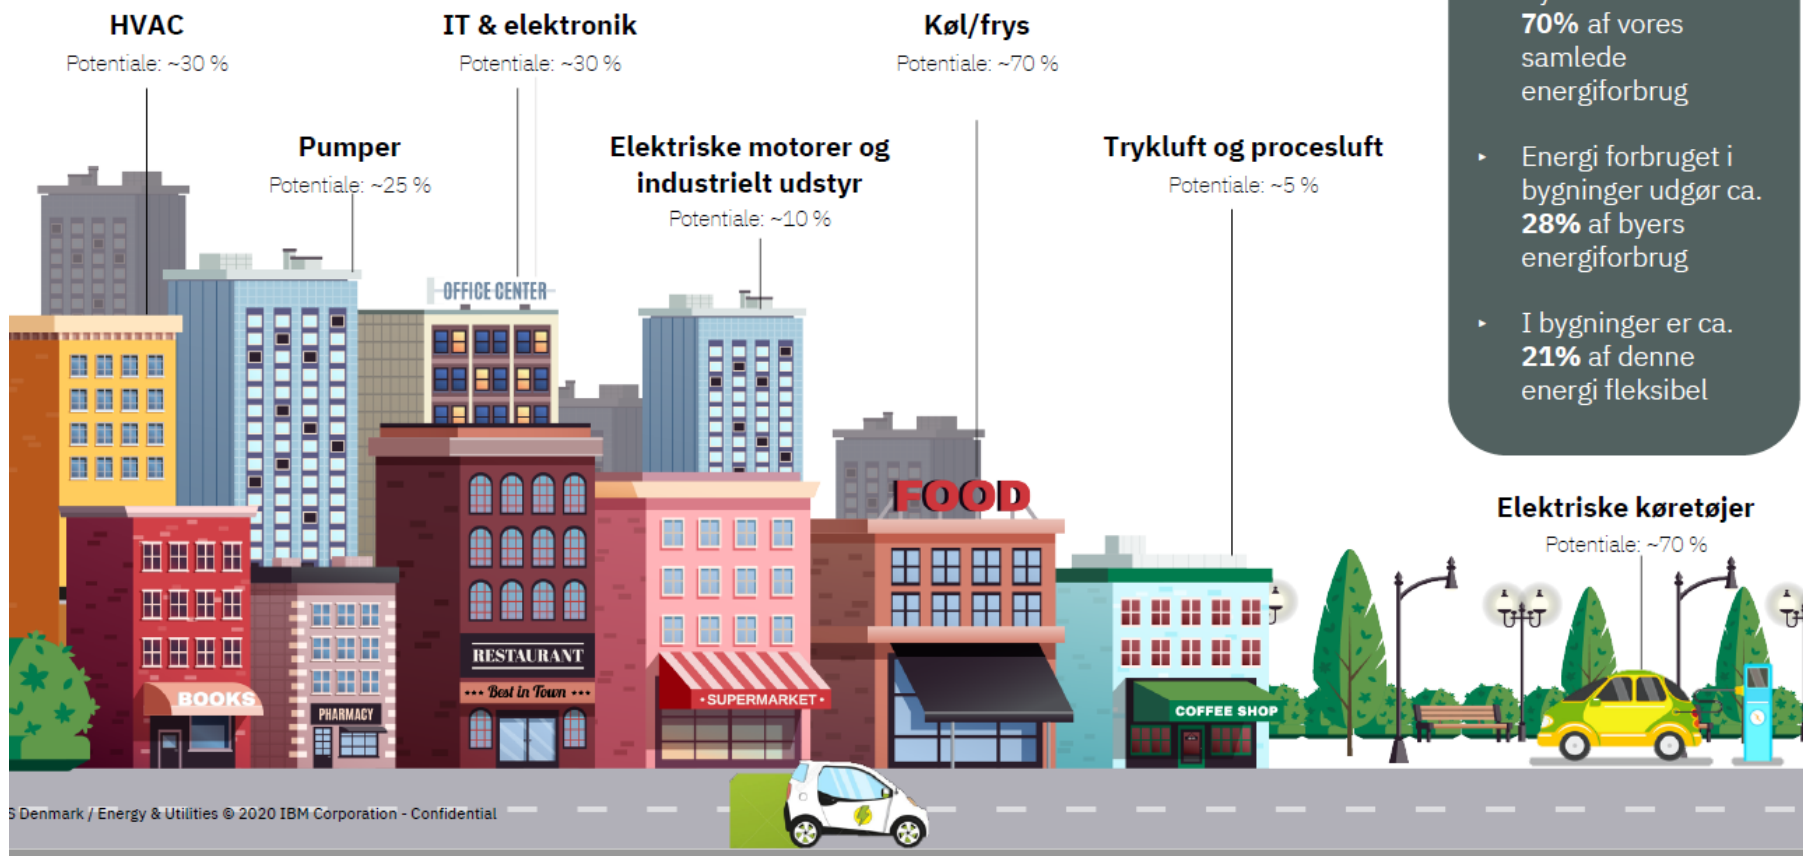 HVAC
Potentiale: ~30 %
IT & elektronik
Potentiale: ~30 %
Køl/frys
Potentiale: ~70 %
Pumper
Potentiale: ~25 %
Elektriske motorer og
industrielt udstyr
Potentiale: ~10 %
Trykluft og procesluft
Potentiale: ~5 %
70% af vores
samlede
energiforbrug
‣ Energi forbruget i
bygninger udgør ca.
28% af byers
energiforbrug
‣ I bygninger er ca.
21% af denne
energi fleksibel
Elektriske køretøjer
Potentiale: ~70 %
OFFICE CENTER
FOOD
RESTAURANT
*** Best in Town ***
BOOKS
PHARMACY
• SUPERMARKET •
COFFEE SHOP
S Denmark / Energy & Utilities © 2020 IBM Corporation - Confidential